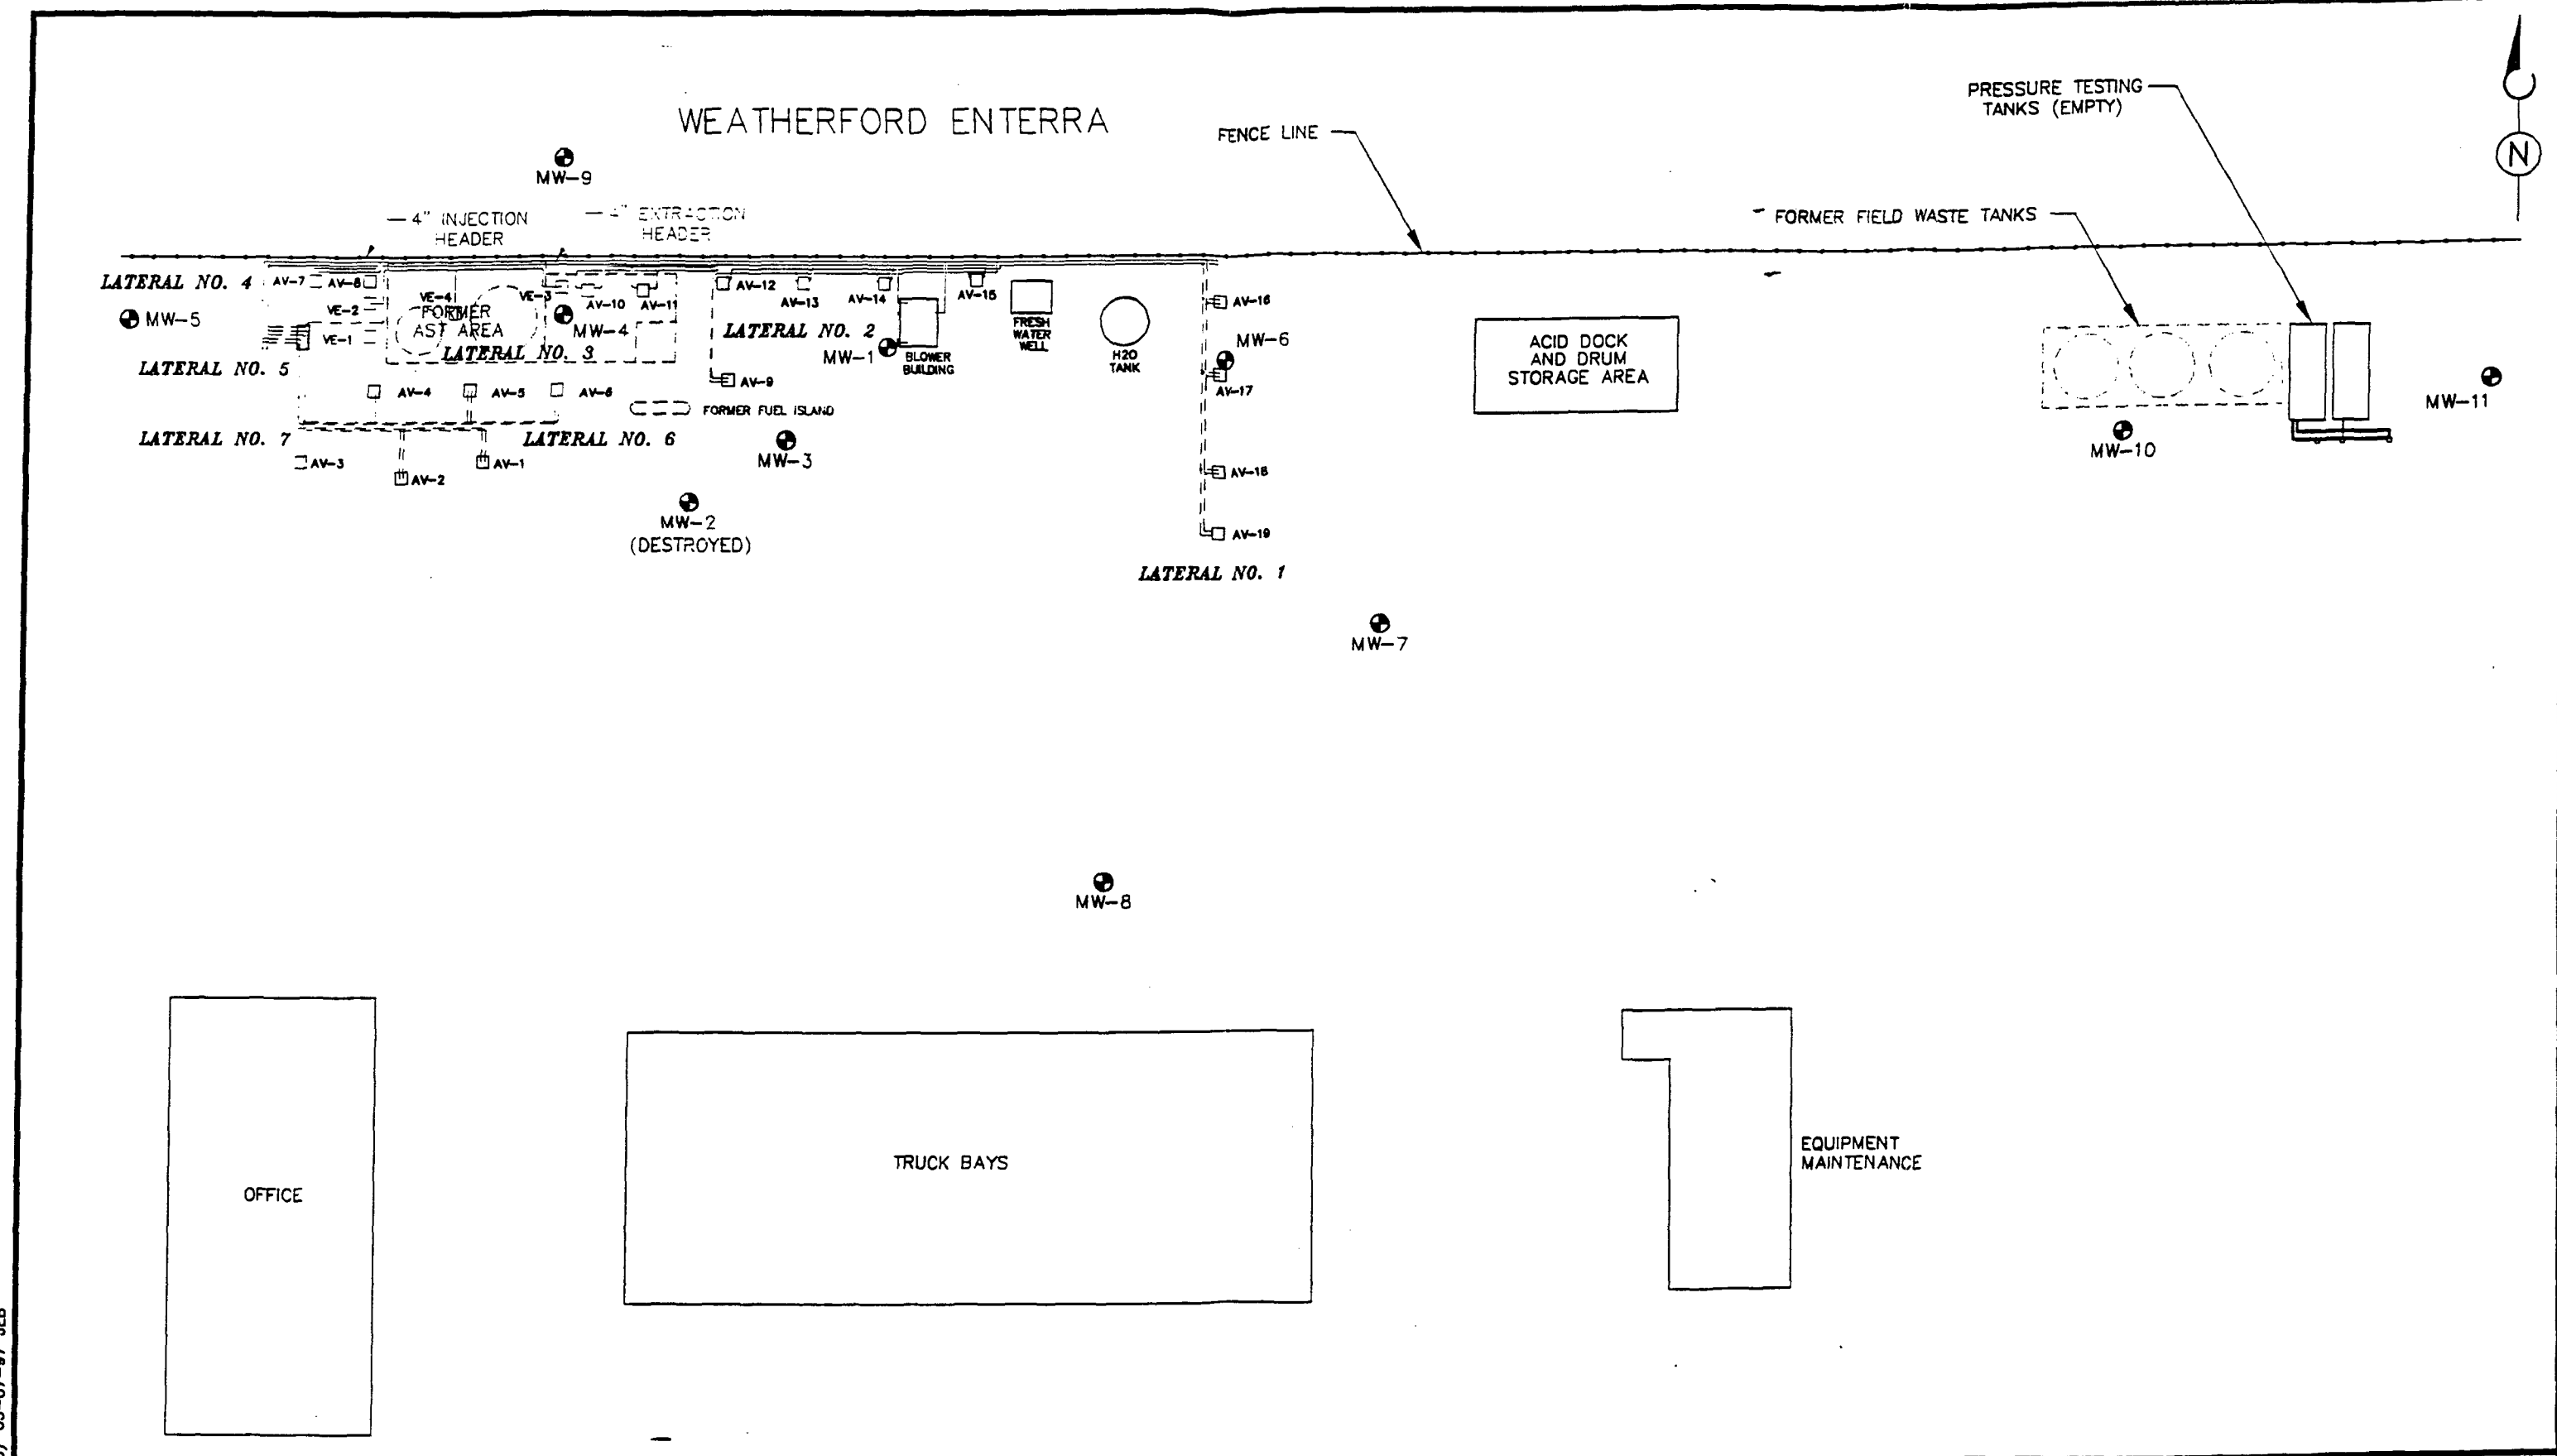 WEATHERFORD ENTERRA
PRESSURE TESTING
TANKS (EMPTY)
FENCE LINE
N
MW-9
4" INJECTION
HEADER
4" EXTRACTION
HEADER
FORMER FIELD WASTE TANKS
LATERAL NO. 4
AV-7
AV-8
VE-4
VE-3
AV-10
AV-11
AV-12
AV-13
AV-14
AV-15
AV-16
MW-5
VE-2
VE-1
FORMER
AST AREA
MW-4
LATERAL NO. 3
LATERAL NO. 2
MW-1
BLOWER
BUILDING
FRESH
WATER
WELL
H2O
TANK
MW-6
AV-17
ACID DOCK
AND DRUM
STORAGE AREA
LATERAL NO. 5
AV-4
AV-5
AV-6
AV-9
FORMER FUEL ISLAND
MW-11
MW-10
LATERAL NO. 7
LATERAL NO. 6
AV-3
AV-2
AV-1
MW-3
AV-18
MW-2
(DESTROYED)
AV-19
LATERAL NO. 1
MW-7
MW-8
OFFICE
TRUCK BAYS
EQUIPMENT
MAINTENANCE